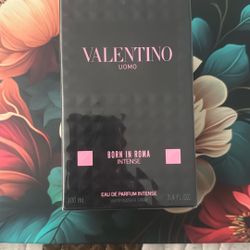 VALENTINO
UOMO
BORN IN ROMA
INTENSE
EAU DE PARFUM INTENSE
100 ml
3.4 FL.OZ.